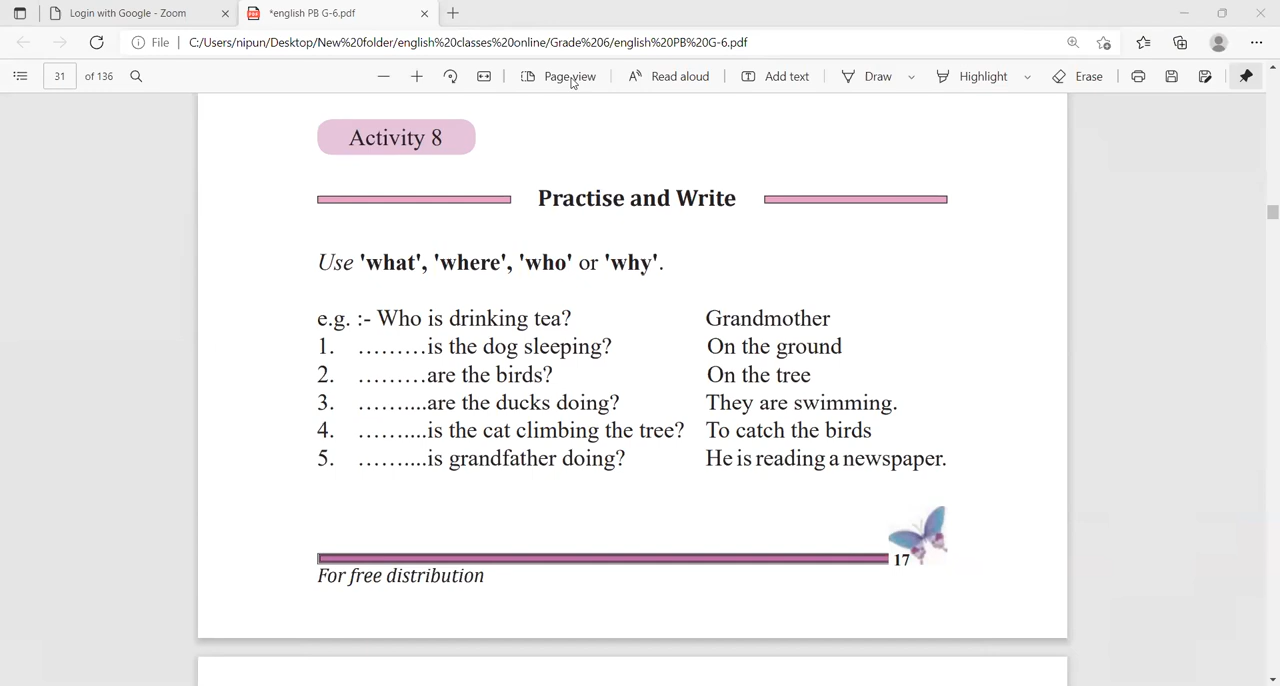 Login with Google - Zoom
*english PB G-6.pdf
File | C:/Users/nipun/Desktop/New%20folder/english%20classes%20online/Grade%206/english%20PB%20G-6.pdf
31 of 136 Page view Read aloud Add text Draw Highlight Erase
Activity 8
Practise and Write
Use 'what', 'where', 'who' or 'why'.
e.g. :- Who is drinking tea? Grandmother
1. .........is the dog sleeping? On the ground
2. .........are the birds? On the tree
3. ..........are the ducks doing? They are swimming.
4. ..........is the cat climbing the tree? To catch the birds
5. ..........is grandfather doing? He is reading a newspaper.
17
For free distribution